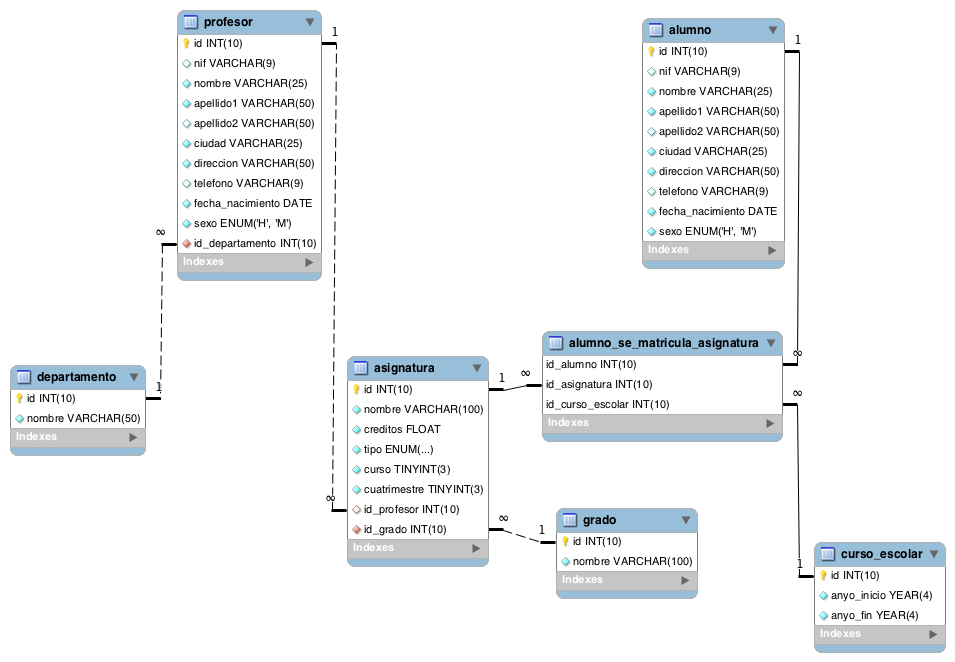 profesor
id INT(10)
nif VARCHAR(9)
nombre VARCHAR(25)
apellido1 VARCHAR(50)
apellido2 VARCHAR(50)
ciudad VARCHAR(25)
direccion VARCHAR(50)
telefono VARCHAR(9)
fecha_nacimiento DATE
sexo ENUM('H', 'M')
id_departamento INT(10)
Indexes
1
∞
alumno
id INT(10)
nif VARCHAR(9)
nombre VARCHAR(25)
apellido1 VARCHAR(50)
apellido2 VARCHAR(50)
ciudad VARCHAR(25)
direccion VARCHAR(50)
telefono VARCHAR(9)
fecha_nacimiento DATE
sexo ENUM('H', 'M')
Indexes
1
departamento
id INT(10)
nombre VARCHAR(50)
Indexes
1
asignatura
id INT(10)
nombre VARCHAR(100)
creditos FLOAT
tipo ENUM(...)
curso TINYINT(3)
cuatrimestre TINYINT(3)
id_profesor INT(10)
id_grado INT(10)
Indexes
∞
1
∞
∞
1
alumno_se_matricula_asignatura
id_alumno INT(10)
id_asignatura INT(10)
id_curso_escolar INT(10)
Indexes
∞
∞
grado
id INT(10)
nombre VARCHAR(100)
Indexes
1
curso_escolar
id INT(10)
anyo_inicio YEAR(4)
anyo_fin YEAR(4)
Indexes